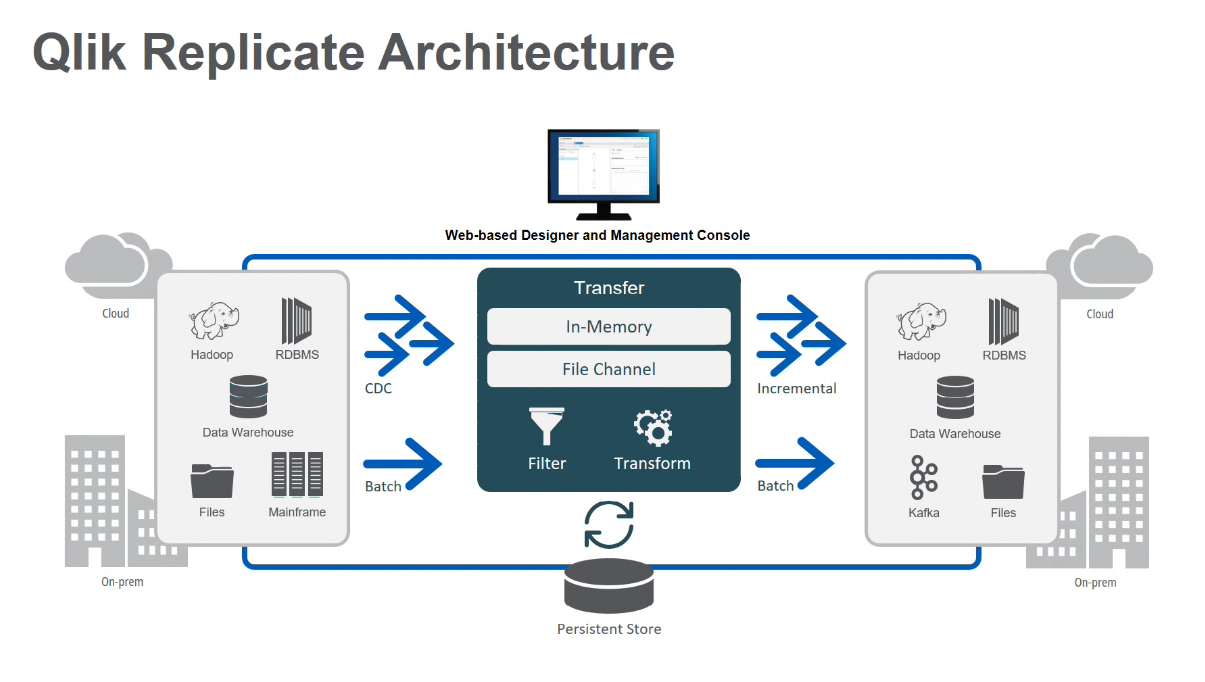 Qlik Replicate Architecture
Web-based Designer and Management Console
Cloud
Hadoop
RDBMS
Data Warehouse
Files
Mainframe
On-prem
CDC
Batch
Transfer
In-Memory
File Channel
Filter
Transform
Persistent Store
Incremental
Batch
Cloud
Hadoop
RDBMS
Data Warehouse
Kafka
Files
On-prem